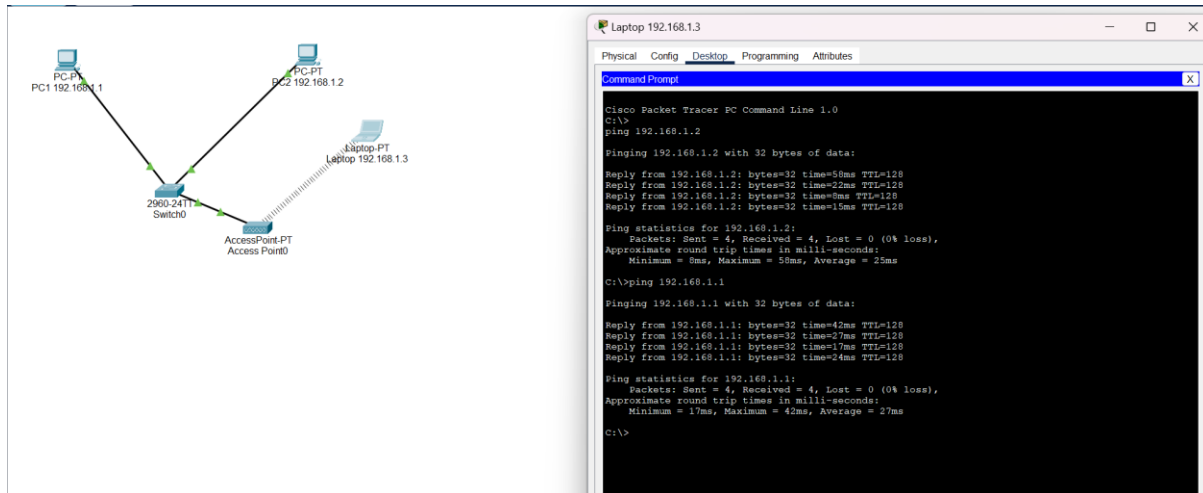 PC-PT
PC1 192.168.1.1
PC-PT
PC2 192.168.1.2
Laptop-PT
Laptop 192.168.1.3
2960-24TT
Switch0
AccessPoint-PT
Access Point0
Laptop 192.168.1.3
Physical Config Desktop Programming Attributes
Command Prompt X
Cisco Packet Tracer PC Command Line 1.0
C:\>
ping 192.168.1.2
Pinging 192.168.1.2 with 32 bytes of data:
Reply from 192.168.1.2: bytes=32 time=58ms TTL=128
Reply from 192.168.1.2: bytes=32 time=22ms TTL=128
Reply from 192.168.1.2: bytes=32 time=8ms TTL=128
Reply from 192.168.1.2: bytes=32 time=15ms TTL=128
Ping statistics for 192.168.1.2:
Packets: Sent = 4, Received = 4, Lost = 0 (0% loss),
Approximate round trip times in milli-seconds:
Minimum = 8ms, Maximum = 58ms, Average = 25ms
C:\>ping 192.168.1.1
Pinging 192.168.1.1 with 32 bytes of data:
Reply from 192.168.1.1: bytes=32 time=42ms TTL=128
Reply from 192.168.1.1: bytes=32 time=27ms TTL=128
Reply from 192.168.1.1: bytes=32 time=17ms TTL=128
Reply from 192.168.1.1: bytes=32 time=24ms TTL=128
Ping statistics for 192.168.1.1:
Packets: Sent = 4, Received = 4, Lost = 0 (0% loss),
Approximate round trip times in milli-seconds:
Minimum = 17ms, Maximum = 42ms, Average = 27ms
C:\>